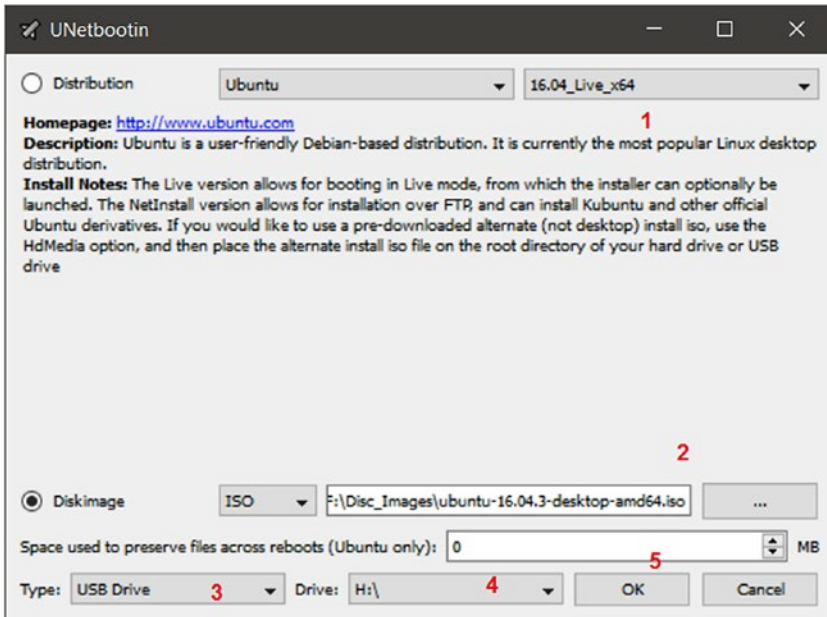 UNetbootin
Distribution Ubuntu 16.04_Live_x64
1
Homepage: http://www.ubuntu.com
Description: Ubuntu is a user-friendly Debian-based distribution. It is currently the most popular Linux desktop
distribution.
Install Notes: The Live version allows for booting in Live mode, from which the installer can optionally be
launched. The NetInstall version allows for installation over FTP, and can install Kubuntu and other official
Ubuntu derivatives. If you would like to use a pre-downloaded alternate (not desktop) install iso, use the
HdMedia option, and then place the alternate install iso file on the root directory of your hard drive or USB
drive
2
Diskimage ISO F:\Disc_Images\ubuntu-16.04.3-desktop-amd64.iso ...
Space used to preserve files across reboots (Ubuntu only): 0 MB
5
Type: USB Drive 3 Drive: H:\ 4 OK Cancel